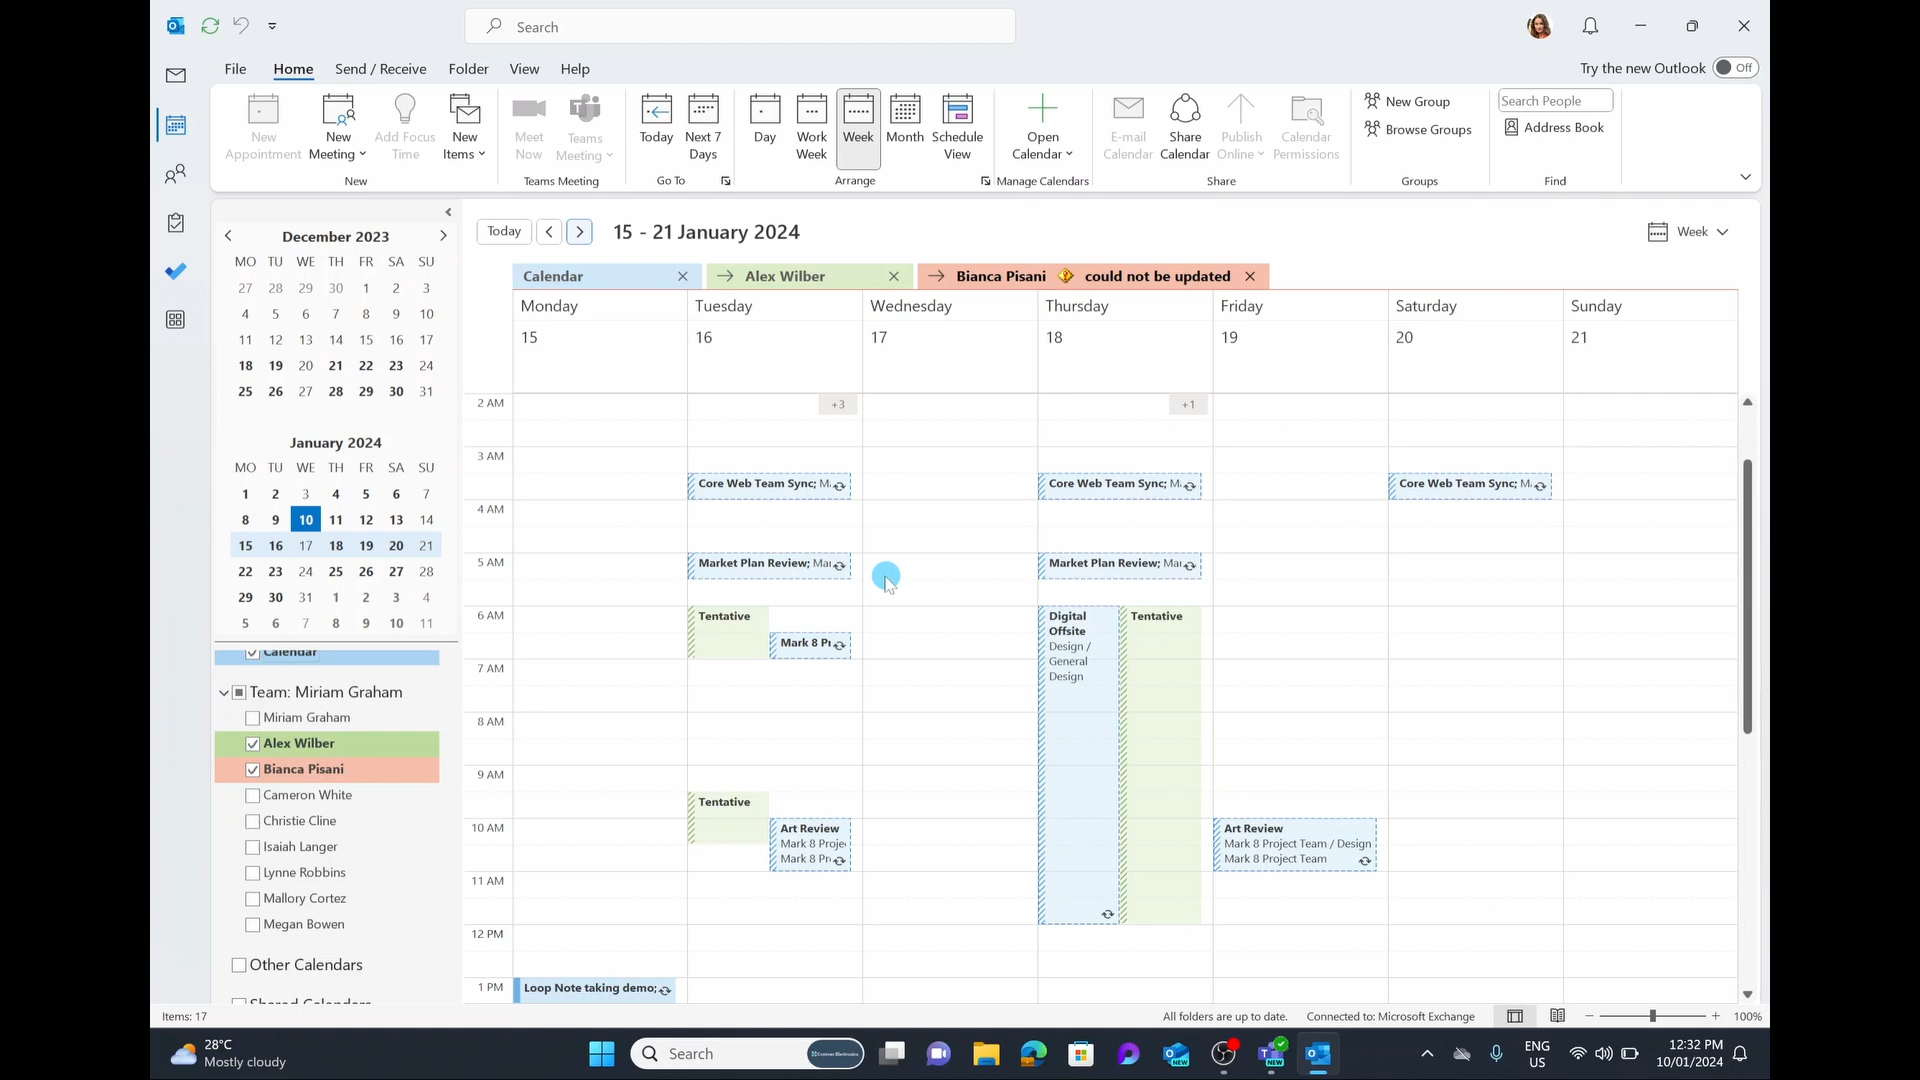 Search
File Home Send / Receive Folder View Help
Try the new Outlook Off
New Appointment
New Meeting
Add Focus Time
New Items
New
Meet Now
Teams Meeting
Teams Meeting
Today
Next 7 Days
Go To
Day
Work Week
Week
Month
Schedule View
Arrange
Open Calendar
Manage Calendars
E-mail Calendar
Share Calendar
Publish Online
Calendar Permissions
Share
New Group
Browse Groups
Groups
Search People
Address Book
Find
December 2023
MO TU WE TH FR SA SU
27 28 29 30 1 2 3
4 5 6 7 8 9 10
11 12 13 14 15 16 17
18 19 20 21 22 23 24
25 26 27 28 29 30 31
January 2024
MO TU WE TH FR SA SU
1 2 3 4 5 6 7
8 9 10 11 12 13 14
15 16 17 18 19 20 21
22 23 24 25 26 27 28
29 30 31 1 2 3 4
5 6 7 8 9 10 11
Calendar
Team: Miriam Graham
Miriam Graham
Alex Wilber
Bianca Pisani
Cameron White
Christie Cline
Isaiah Langer
Lynne Robbins
Mallory Cortez
Megan Bowen
Other Calendars
Shared Calendars
Today 15 - 21 January 2024 Week
Calendar Alex Wilber Bianca Pisani could not be updated
Monday Tuesday Wednesday Thursday Friday Saturday Sunday
15 16 17 18 19 20 21
2 AM +3 +1
3 AM
Core Web Team Sync; M Core Web Team Sync; M Core Web Team Sync; M
4 AM
5 AM
Market Plan Review; Mar Market Plan Review; Mar
6 AM
Tentative
Mark 8 Pr
Digital
Offsite
Design /
General
Design
Tentative
7 AM
8 AM
9 AM
Tentative
10 AM
Art Review
Mark 8 Proje
Mark 8 Pr
Art Review
Mark 8 Project Team / Design
Mark 8 Project Team
11 AM
12 PM
1 PM
Loop Note taking demo;
Items: 17 All folders are up to date. Connected to: Microsoft Exchange 100%
28°C
Mostly cloudy
Search
NEW NEW
ENG
US
12:32 PM
10/01/2024